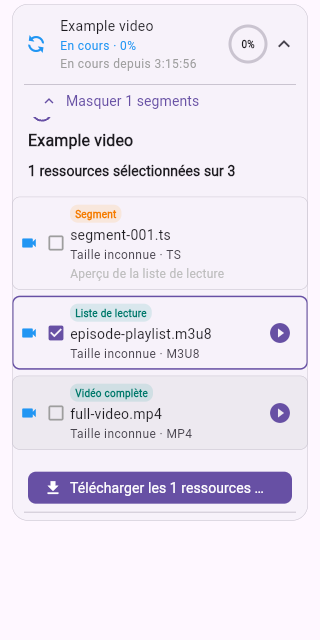 Example video
En cours · 0%
En cours depuis 3:15:56
0%
Masquer 1 segments
Example video
1 ressources sélectionnées sur 3
Segment
segment-001.ts
Taille inconnue · TS
Aperçu de la liste de lecture
Liste de lecture
episode-playlist.m3u8
Taille inconnue · M3U8
Vidéo complète
full-video.mp4
Taille inconnue · MP4
Télécharger les 1 ressources …